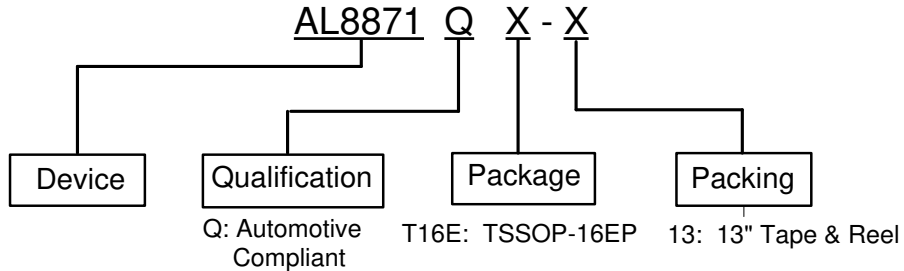 AL8871 Q X - X
Device
Qualification
Package
Packing
Q: Automotive
Compliant
T16E: TSSOP-16EP
13: 13" Tape & Reel